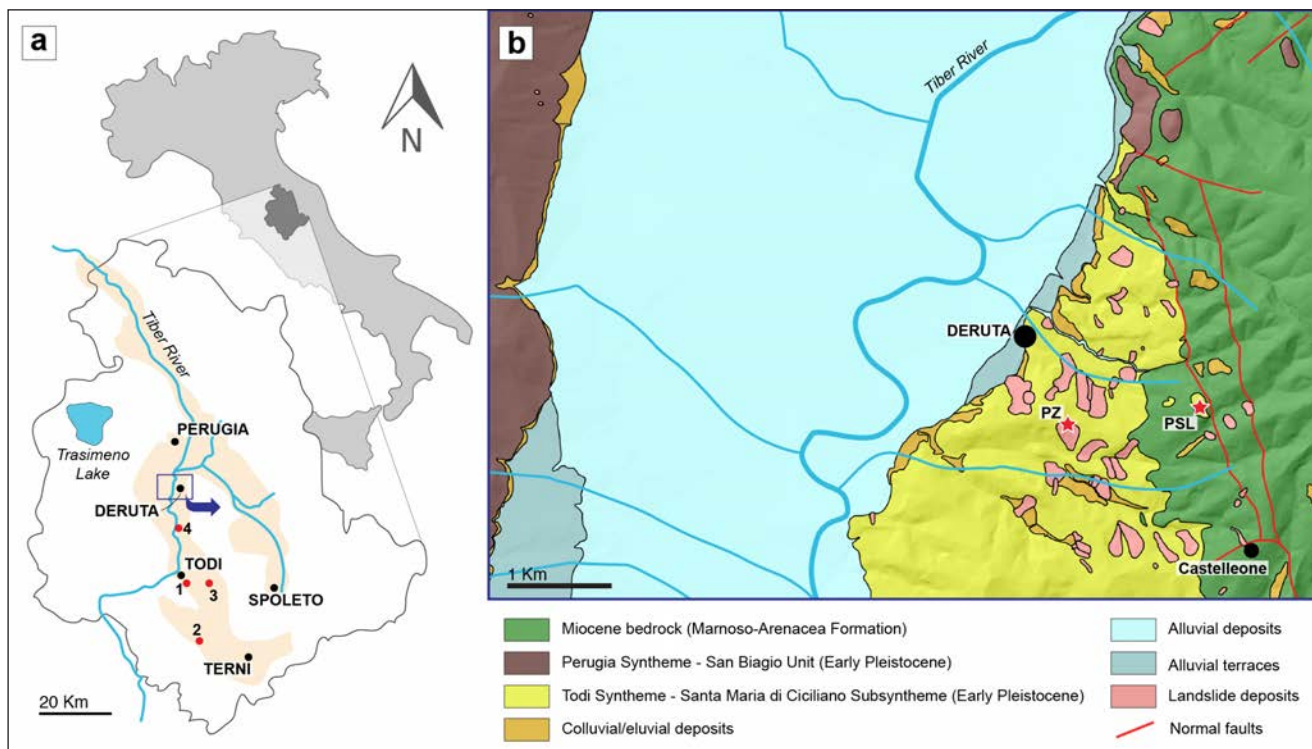 a
N
Tiber River
Trasimeno
Lake
PERUGIA
DERUTA
4
TODI
1
3
SPOLETO
2
TERNI
20 Km
b
Tiber River
DERUTA
PZ
PSL
Castelleone
1 Km
Miocene bedrock (Marnoso-Arenacea Formation)
Perugia Syntheme - San Biagio Unit (Early Pleistocene)
Todi Syntheme - Santa Maria di Ciciliano Subsyntheme (Early Pleistocene)
Colluvial/eluvial deposits
Alluvial deposits
Alluvial terraces
Landslide deposits
Normal faults